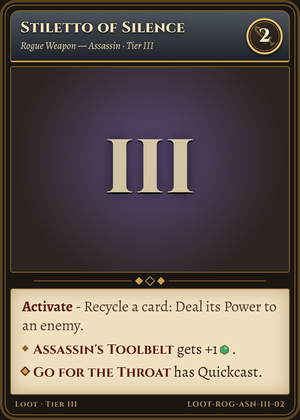 Stiletto of Silence
Rogue Weapon — Assassin · Tier III
2
III
Activate - Recycle a card: Deal its Power to
an enemy.
Assassin's Toolbelt gets +1.
Go for the Throat has Quickcast.
Loot · Tier III
LOOT-ROG-ASN-III-02